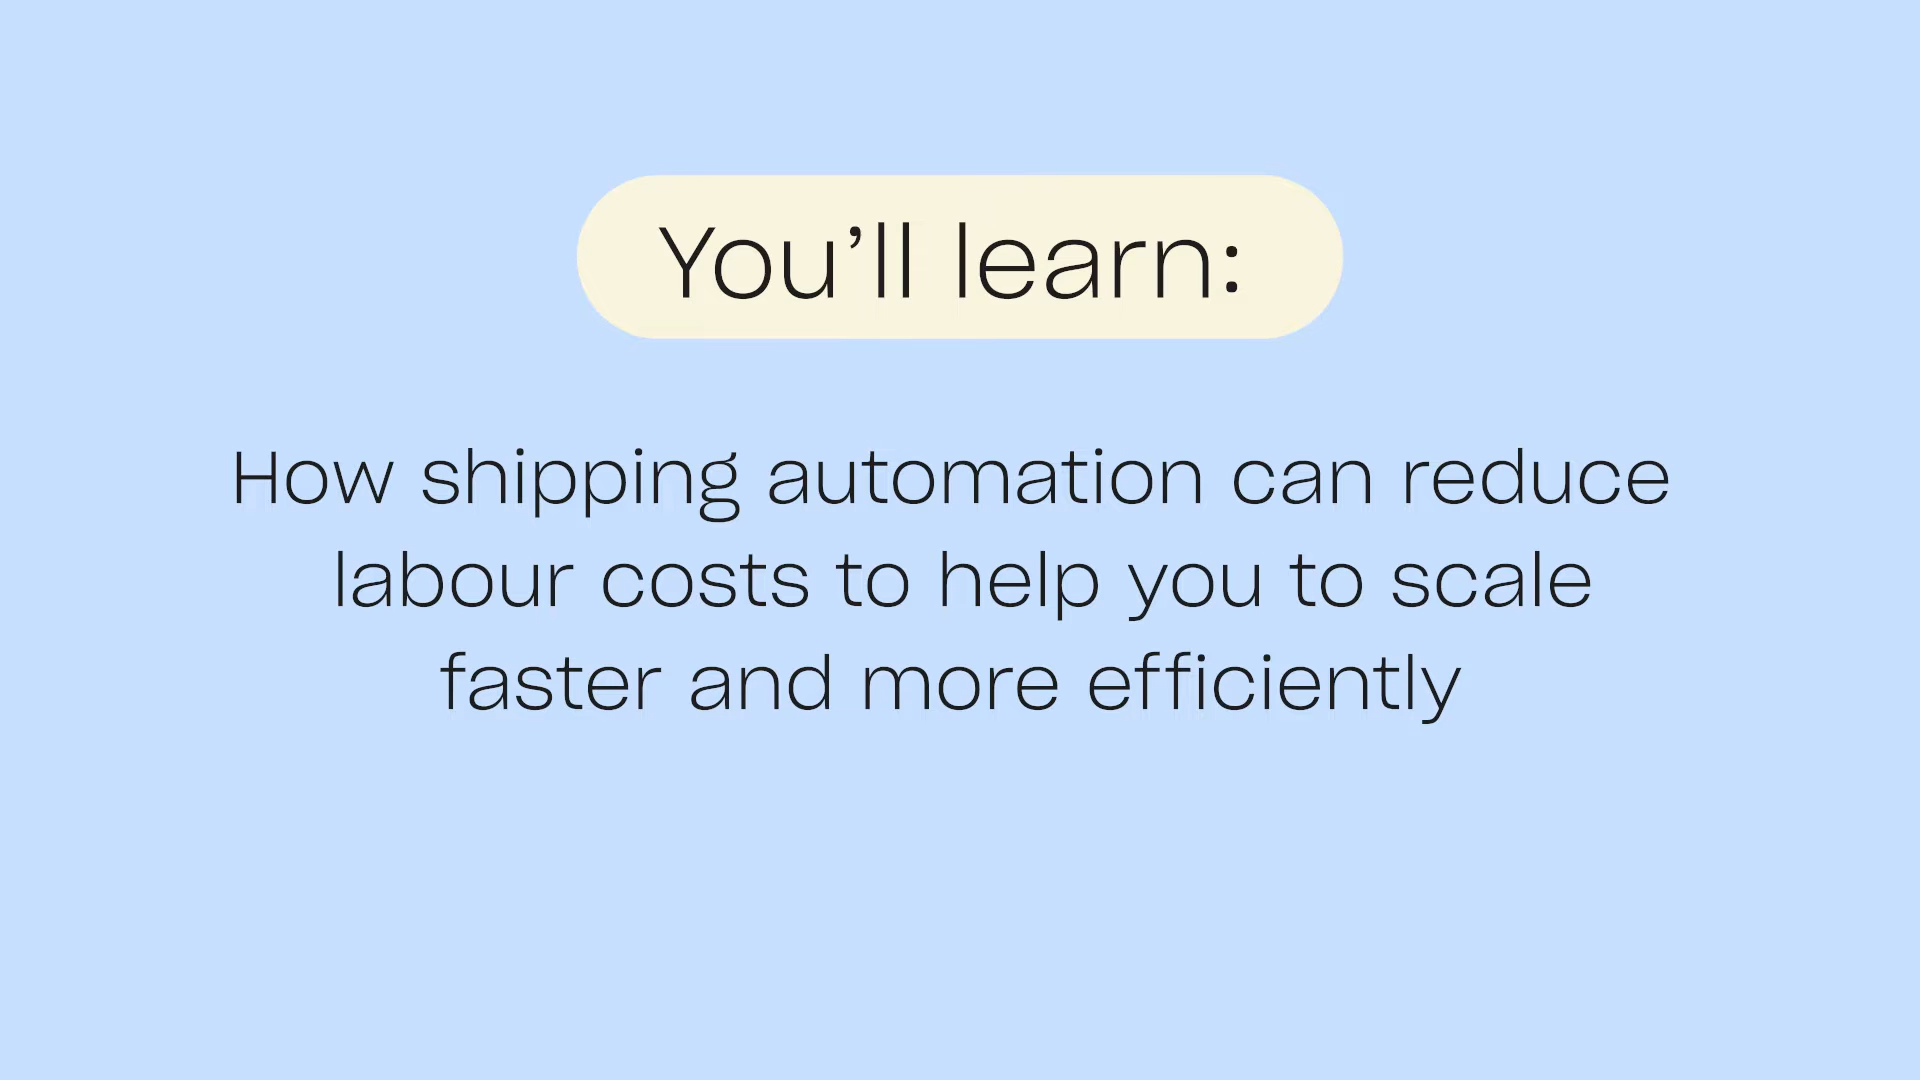 You’ll learn:
How shipping automation can reduce
labour costs to help you to scale
faster and more efficiently